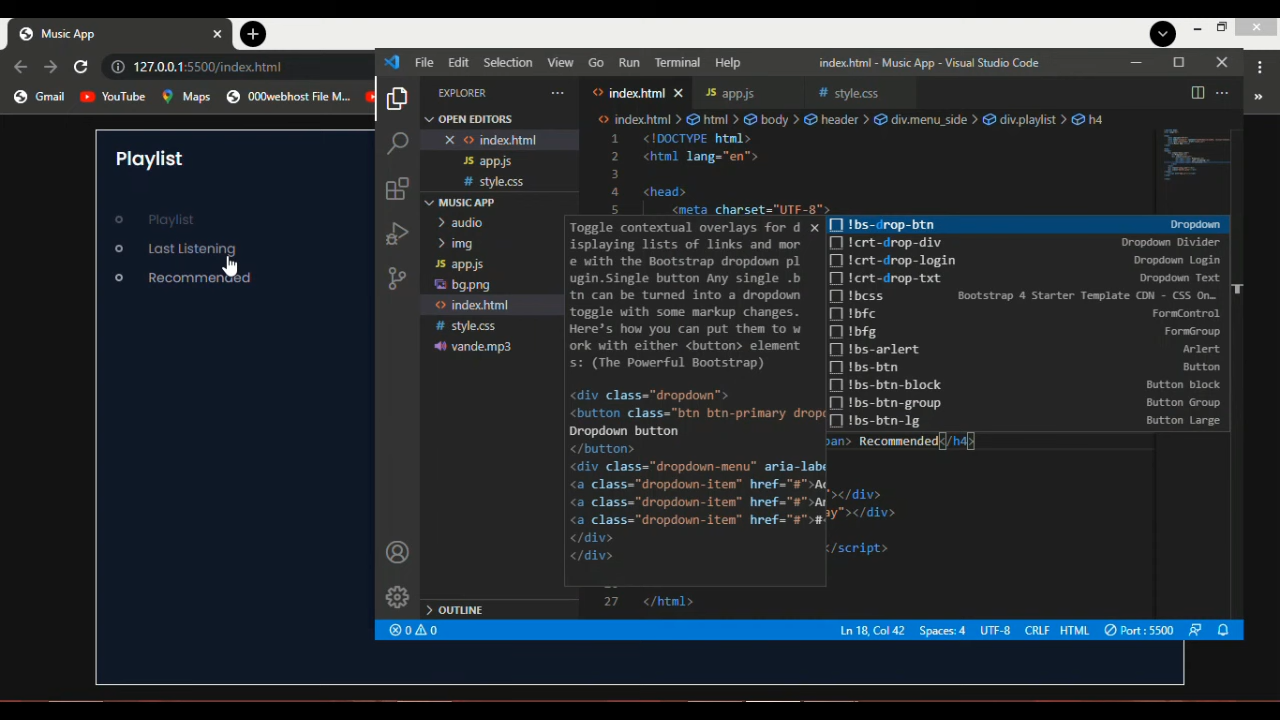 Music App
127.0.0.1:5500/index.html
Gmail
YouTube
Maps
000webhost File M...
»
Playlist
Playlist
Last Listening
Recommended
File Edit Selection View Go Run Terminal Help
index.html - Music App - Visual Studio Code
EXPLORER
OPEN EDITORS
index.html
app.js
style.css
MUSIC APP
audio
img
app.js
bg.png
index.html
style.css
vande.mp3
OUTLINE
index.html app.js style.css
index.html > html > body > header > div.menu_side > div.playlist > h4
1 <!DOCTYPE html>
2 <html lang="en">
3
4 <head>
5 <meta charset="UTF-8">
Toggle contextual overlays for d
isplaying lists of links and mor
e with the Bootstrap dropdown pl
ugin.Single button Any single .b
tn can be turned into a dropdown
toggle with some markup changes.
Here's how you can put them to w
ork with either <button> element
s: (The Powerful Bootstrap)
<div class="dropdown">
<button class="btn btn-primary dropd
Dropdown button
</button>
<div class="dropdown-menu" aria-labe
<a class="dropdown-item" href="#">Ac
<a class="dropdown-item" href="#">An
<a class="dropdown-item" href="#">#
</div>
</div>
!bs-drop-btn Dropdown
!crt-drop-div Dropdown Divider
!crt-drop-login Dropdown Login
!crt-drop-txt Dropdown Text
!bcss Bootstrap 4 Starter Template CDN - CSS On…
!bfc FormControl
!bfg FormGroup
!bs-arlert Arlert
!bs-btn Button
!bs-btn-block Button block
!bs-btn-group Button Group
!bs-btn-lg Button Large
pan> Recommended</h4>
"></div>
ay"></div>
</script>
27 </html>
0 0
Ln 18, Col 42 Spaces: 4 UTF-8 CRLF HTML Port : 5500